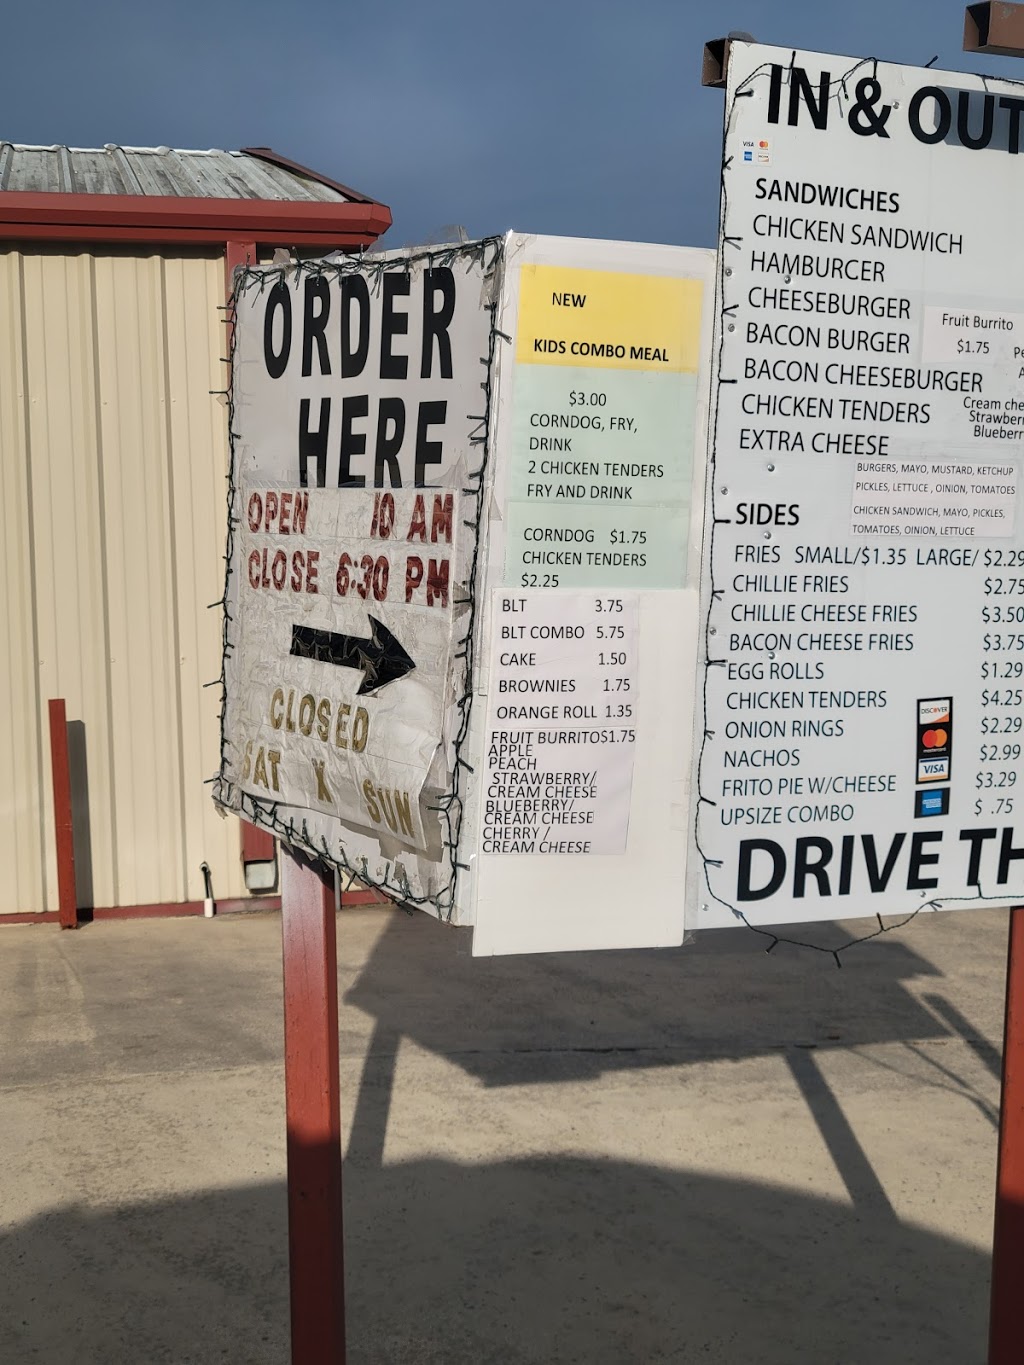 ORDER
HERE
OPEN 10 AM
CLOSE 6:30 PM
CLOSED
SAT X SUN
NEW
KIDS COMBO MEAL
$3.00
CORNDOG, FRY,
DRINK
2 CHICKEN TENDERS
FRY AND DRINK
CORNDOG $1.75
CHICKEN TENDERS
$2.25
BLT 3.75
BLT COMBO 5.75
CAKE 1.50
BROWNIES 1.75
ORANGE ROLL 1.35
FRUIT BURRITOS1.75
APPLE
PEACH
STRAWBERRY/
CREAM CHEESE
BLUEBERRY/
CREAM CHEESE
CHERRY /
CREAM CHEESE
IN & OUT
VISA
SANDWICHES
CHICKEN SANDWICH
HAMBURGER
CHEESEBURGER
BACON BURGER
BACON CHEESEBURGER
CHICKEN TENDERS
EXTRA CHEESE
Fruit Burrito
$1.75
Pe
A
Cream che
Strawberr
Blueberr
BURGERS, MAYO, MUSTARD, KETCHUP
PICKLES, LETTUCE , OINION, TOMATOES
CHICKEN SANDWICH, MAYO, PICKLES,
TOMATOES, OINION, LETTUCE
SIDES
FRIES SMALL/$1.35 LARGE/ $2.29
CHILLIE FRIES $2.75
CHILLIE CHEESE FRIES $3.50
BACON CHEESE FRIES $3.75
EGG ROLLS $1.29
CHICKEN TENDERS $4.25
ONION RINGS $2.29
NACHOS $2.99
FRITO PIE W/CHEESE $3.29
UPSIZE COMBO $ .75
DISCOVER
mastercard
VISA
DRIVE TH